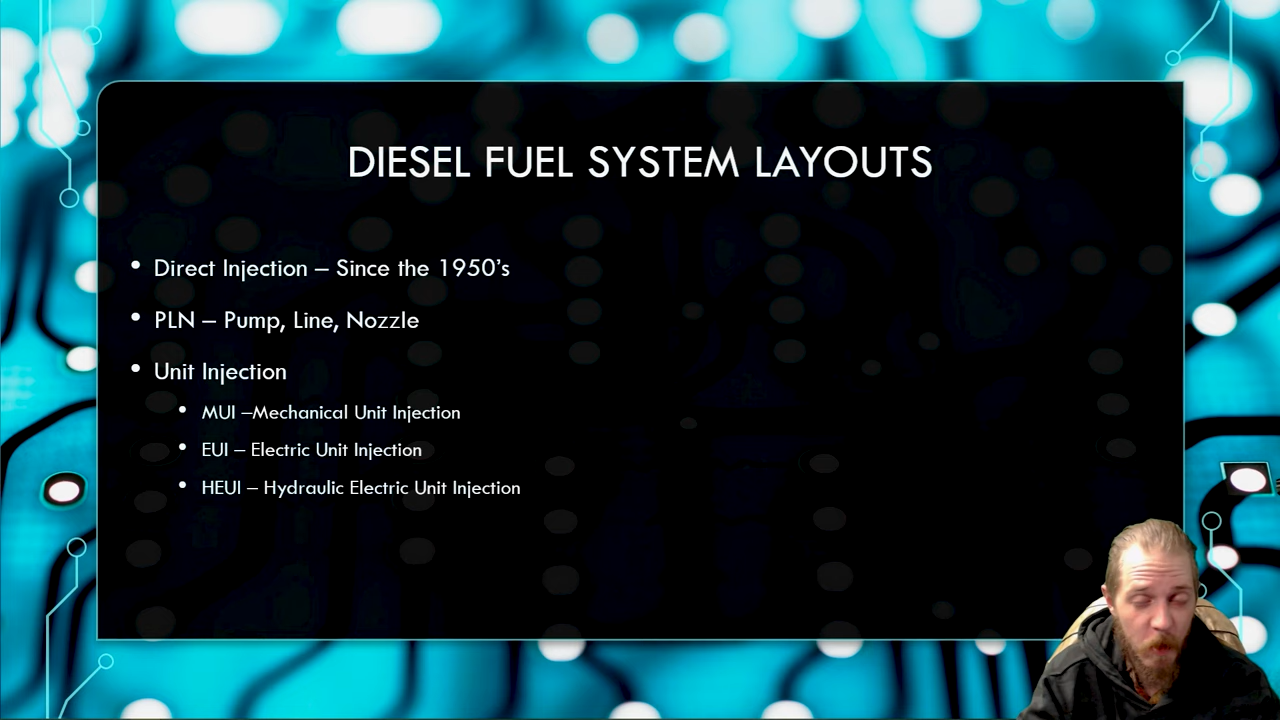 DIESEL FUEL SYSTEM LAYOUTS
• Direct Injection – Since the 1950’s
• PLN – Pump, Line, Nozzle
• Unit Injection
• MUI –Mechanical Unit Injection
• EUI – Electric Unit Injection
• HEUI – Hydraulic Electric Unit Injection